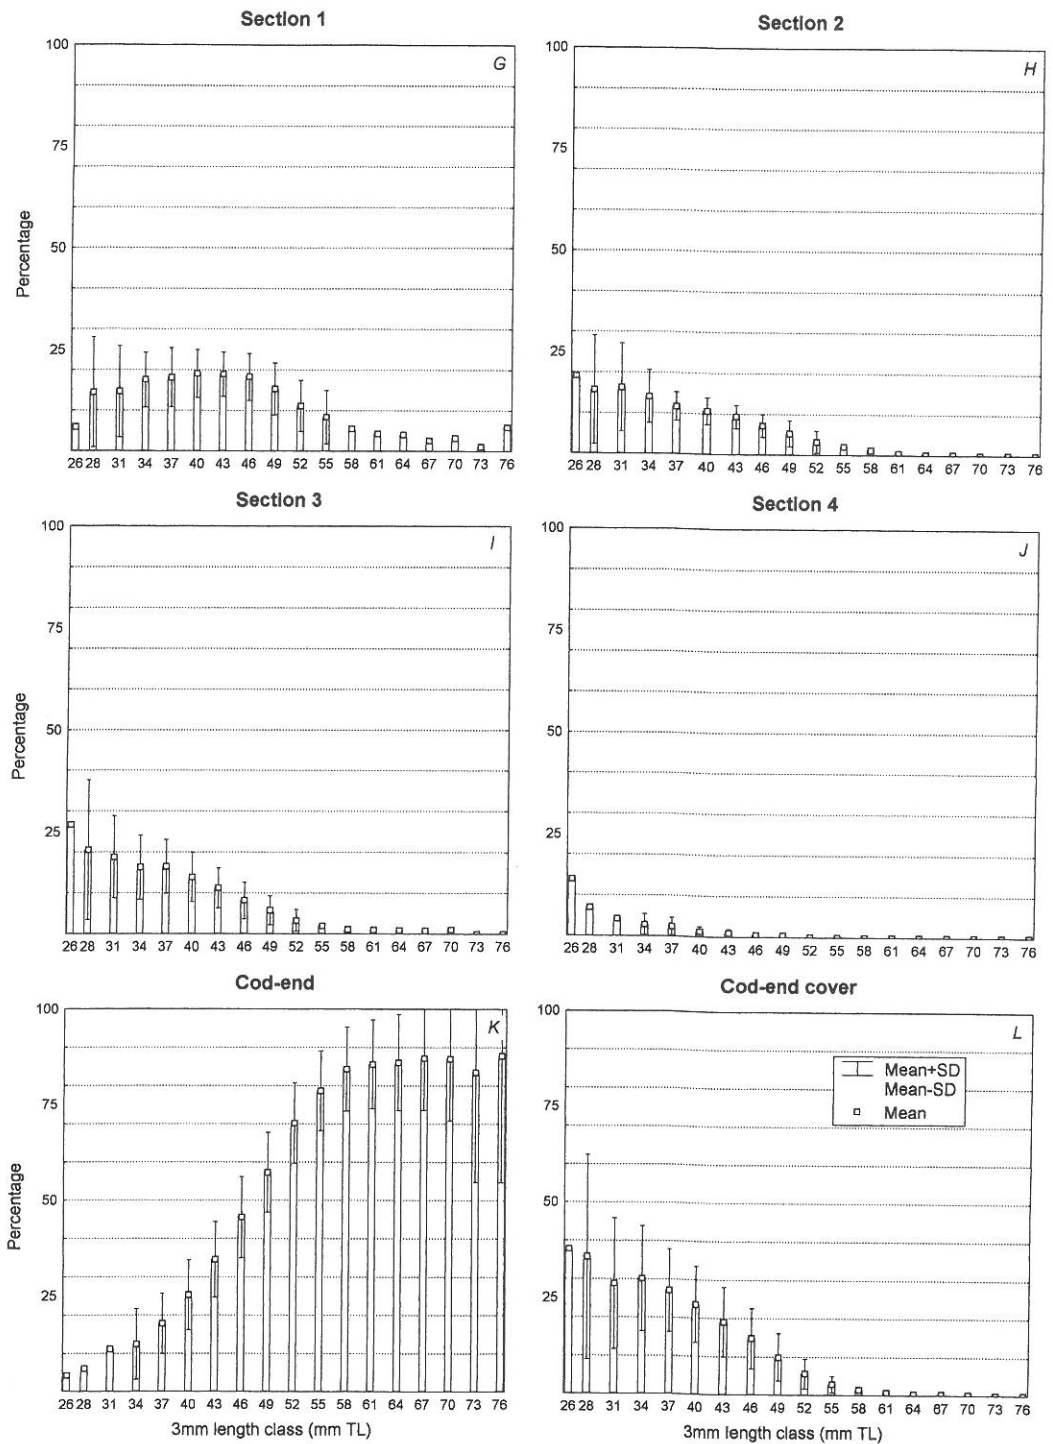 Section 1
Section 2
100
G
75
Percentage
50
25
26 28 31 34 37 40 43 46 49 52 55 58 61 64 67 70 73 76
100
H
75
50
25
26 28 31 34 37 40 43 46 49 52 55 58 61 64 67 70 73 76
Section 3
Section 4
100
I
75
Percentage
50
25
26 28 31 34 37 40 43 46 49 52 55 58 61 64 67 70 73 76
100
J
75
50
25
26 28 31 34 37 40 43 46 49 52 55 58 61 64 67 70 73 76
Cod-end
Cod-end cover
100
K
75
Percentage
50
25
26 28 31 34 37 40 43 46 49 52 55 58 61 64 67 70 73 76
3mm length class (mm TL)
100
L
Mean+SD
Mean-SD
Mean
75
50
25
26 28 31 34 37 40 43 46 49 52 55 58 61 64 67 70 73 76
3mm length class (mm TL)